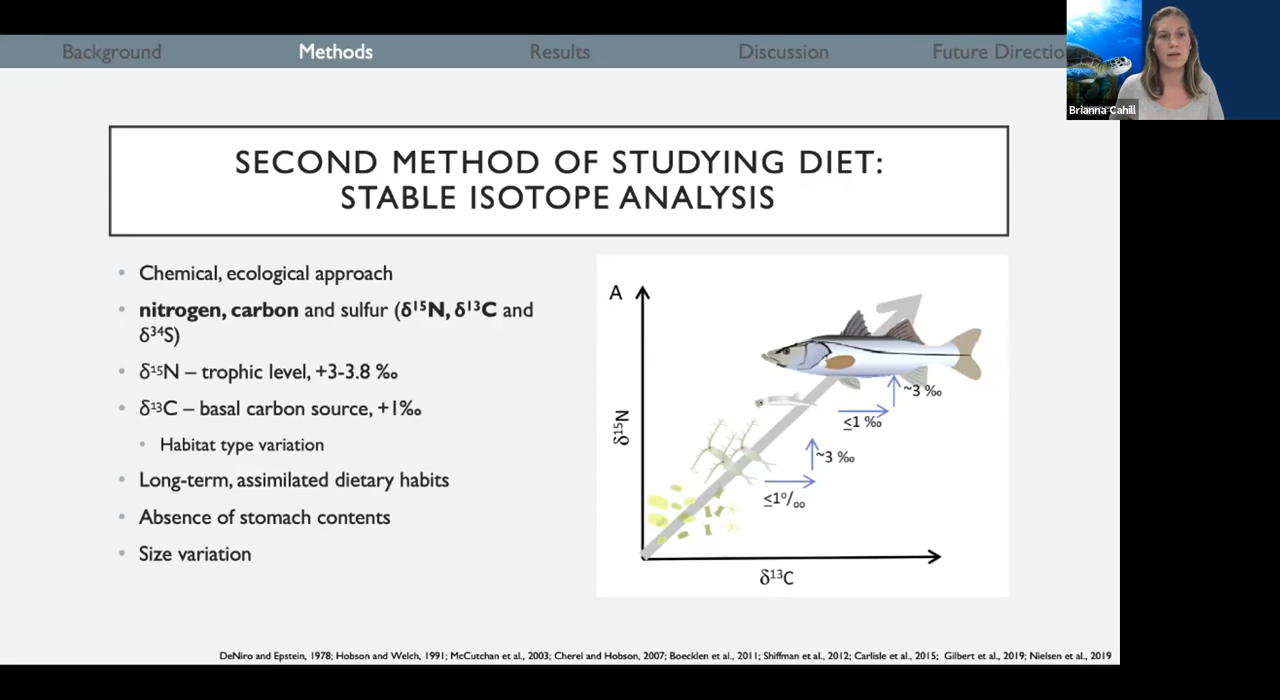 Background Methods Results Discussion Future Directio
Brianna Cahill
SECOND METHOD OF STUDYING DIET:
STABLE ISOTOPE ANALYSIS
• Chemical, ecological approach
• nitrogen, carbon and sulfur (δ¹⁵N, δ¹³C and
δ³⁴S)
• δ¹⁵N – trophic level, +3-3.8 ‰
• δ¹³C – basal carbon source, +1‰
• Habitat type variation
• Long-term, assimilated dietary habits
• Absence of stomach contents
• Size variation
A
~3 ‰
≤1 ‰
δ¹⁵N
~3 ‰
≤1⁰/₀₀
δ¹³C
DeNiro and Epstein, 1978; Hobson and Welch, 1991; McCutchan et al., 2003; Cherel and Hobson, 2007; Boecklen et al., 2011; Shiffman et al., 2012; Carlisle et al., 2015; Gilbert et al., 2019; Nielsen et al., 2019